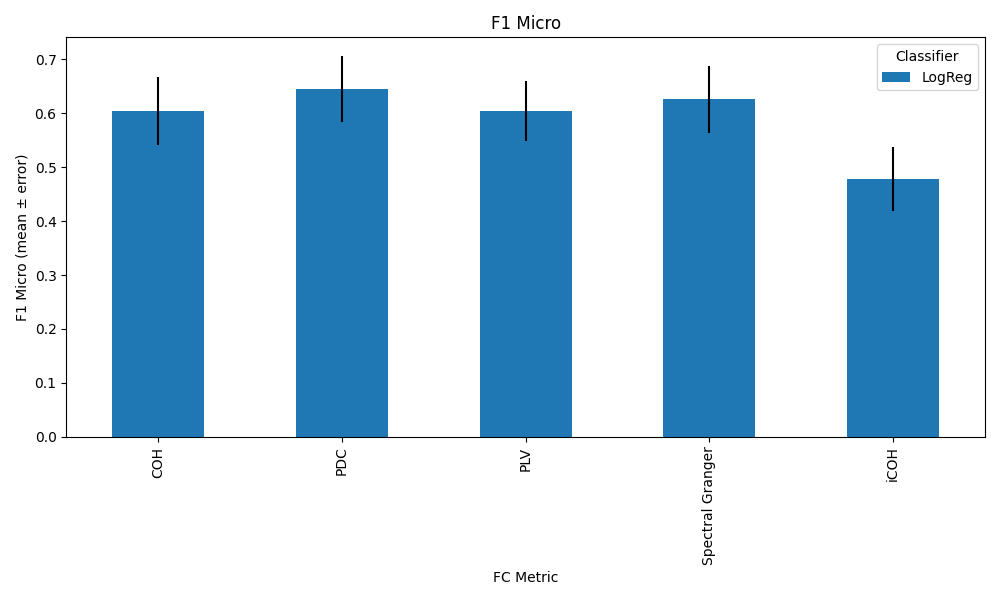 F1 Micro
Classifier
LogReg
F1 Micro (mean ± error)
0.7
0.6
0.5
0.4
0.3
0.2
0.1
0.0
COH
PDC
PLV
Spectral Granger
iCOH
FC Metric